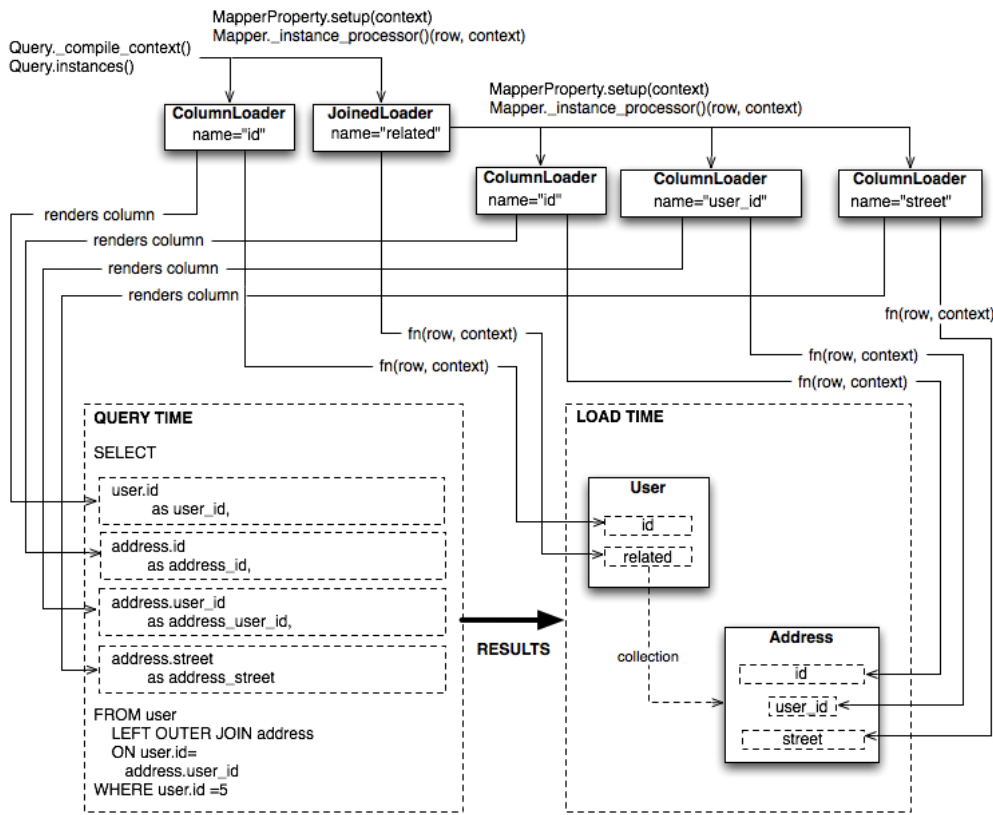 MapperProperty.setup(context)
Mapper._instance_processor()(row, context)
Query._compile_context()
Query.instances()
MapperProperty.setup(context)
Mapper._instance_processor()(row, context)
ColumnLoader
name="id"
JoinedLoader
name="related"
ColumnLoader
name="id"
ColumnLoader
name="user_id"
ColumnLoader
name="street"
renders column
renders column
renders column
renders column
fn(row, context)
fn(row, context)
fn(row, context)
fn(row, context)
fn(row, context)
QUERY TIME
SELECT
user.id
as user_id,
address.id
as address_id,
address.user_id
as address_user_id,
address.street
as address_street
FROM user
LEFT OUTER JOIN address
ON user.id=
address.user_id
WHERE user.id =5
RESULTS
LOAD TIME
User
id
related
collection
Address
id
user_id
street